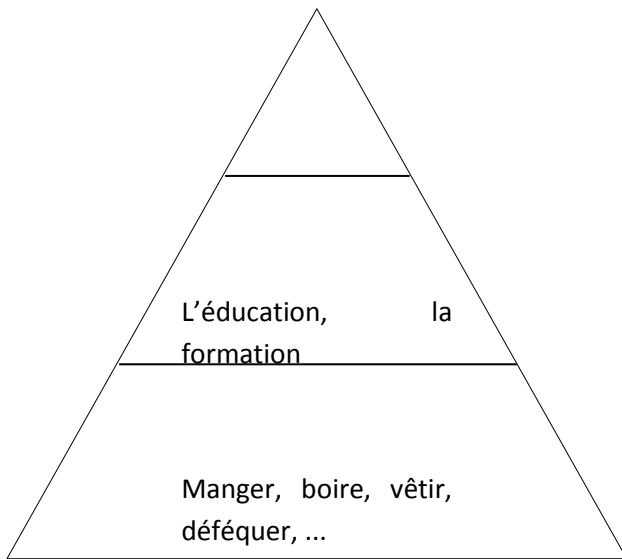 L’éducation, la
formation
Manger, boire, vêtir,
déféquer, ...